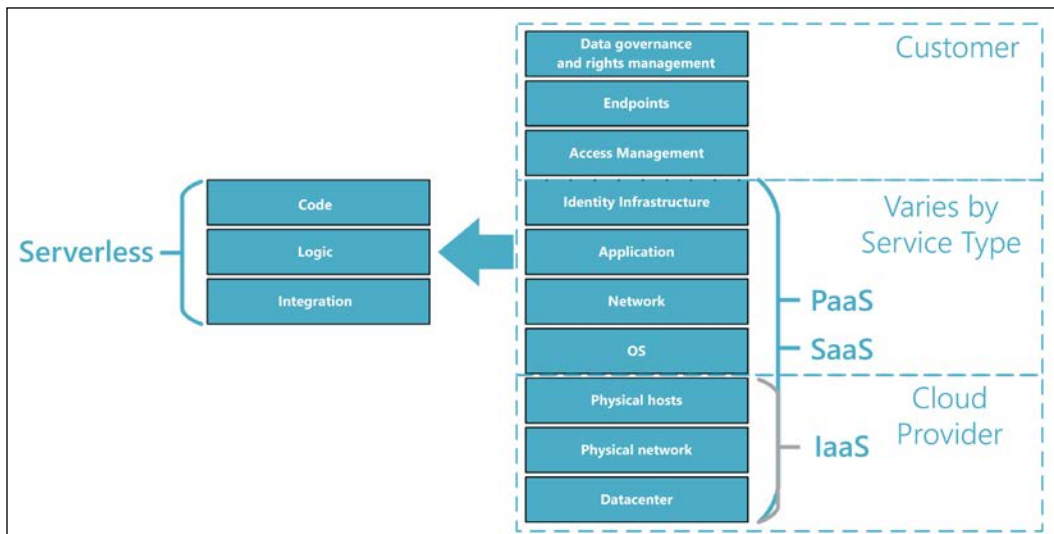 Serverless
Code
Logic
Integration
Data governance
and rights management
Endpoints
Access Management
Identity Infrastructure
Application
Network
OS
Physical hosts
Physical network
Datacenter
Customer
Varies by
Service Type
PaaS
SaaS
Cloud
Provider
IaaS